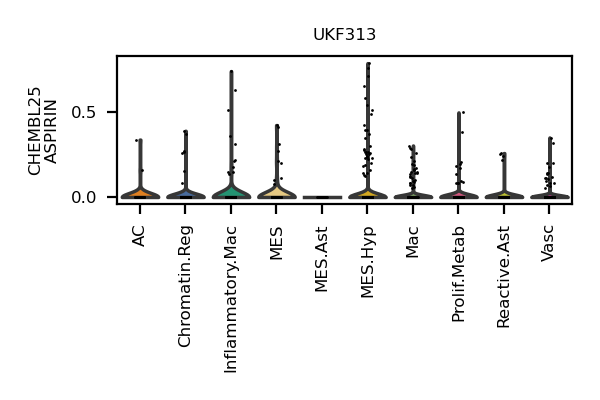 UKF313
CHEMBL25
ASPIRIN
0.5
0.0
AC
Chromatin.Reg
Inflammatory.Mac
MES
MES.Ast
MES.Hyp
Mac
Prolif.Metab
Reactive.Ast
Vasc